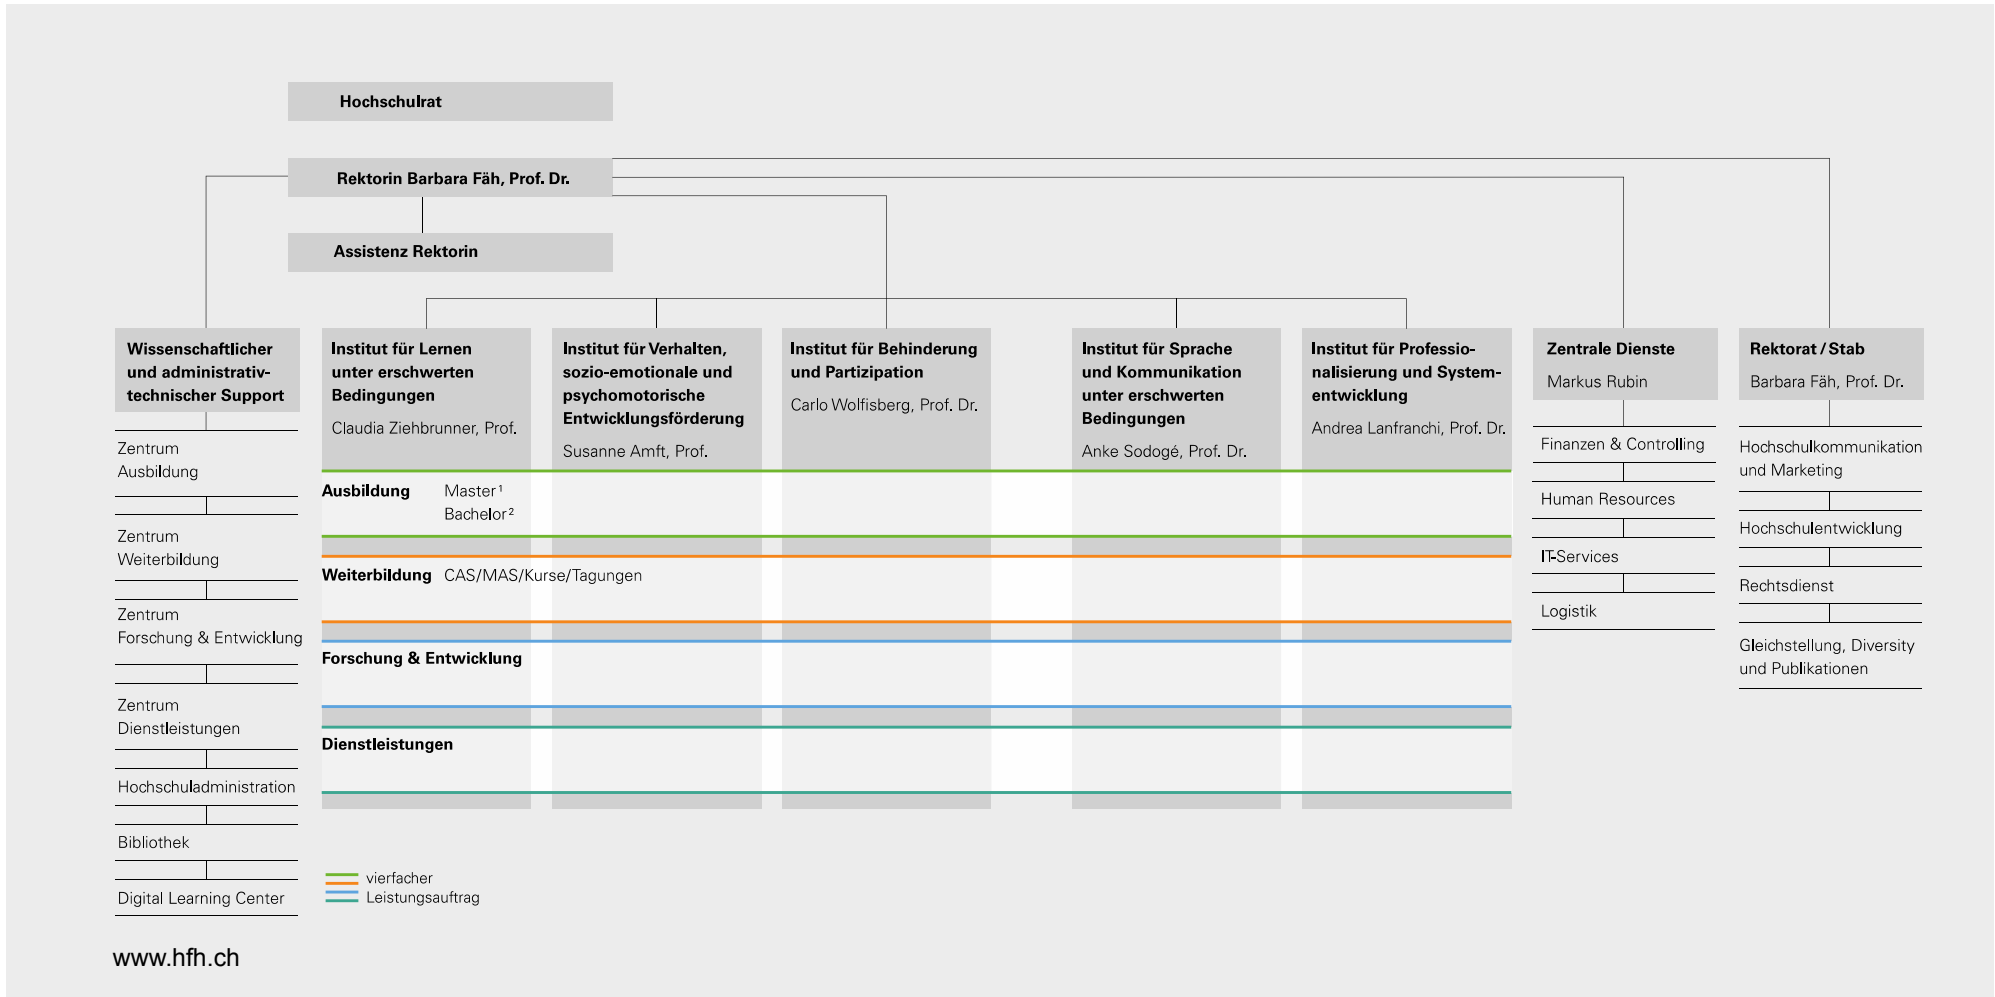 Hochschulrat
Rektorin Barbara Fäh, Prof. Dr.
Assistenz Rektorin
Wissenschaftlicher
und administrativ-
technischer Support
Zentrum
Ausbildung
Zentrum
Weiterbildung
Zentrum
Forschung & Entwicklung
Zentrum
Dienstleistungen
Hochschuladministration
Bibliothek
Digital Learning Center
Institut für Lernen
unter erschwerten
Bedingungen
Claudia Ziehbrunner, Prof.
Institut für Verhalten,
sozio-emotionale und
psychomotorische
Entwicklungsförderung
Susanne Amft, Prof.
Institut für Behinderung
und Partizipation
Carlo Wolfisberg, Prof. Dr.
Institut für Sprache
und Kommunikation
unter erschwerten
Bedingungen
Anke Sodogé, Prof. Dr.
Institut für Professio-
nalisierung und System-
entwicklung
Andrea Lanfranchi, Prof. Dr.
Ausbildung Master¹
Bachelor²
Weiterbildung CAS/MAS/Kurse/Tagungen
Forschung & Entwicklung
Dienstleistungen
Zentrale Dienste
Markus Rubin
Finanzen & Controlling
Human Resources
IT-Services
Logistik
Rektorat / Stab
Barbara Fäh, Prof. Dr.
Hochschulkommunikation
und Marketing
Hochschulentwicklung
Rechtsdienst
Gleichstellung, Diversity
und Publikationen
vierfacher
Leistungsauftrag
www.hfh.ch